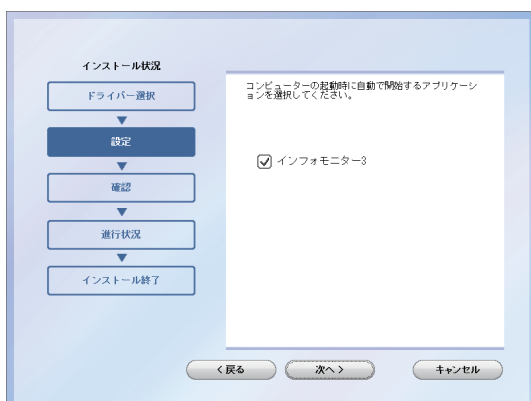 インストール状況
ドライバー選択
設定
確認
進行状況
インストール終了
コンピューターの起動時に自動で開始するアプリケーシ
ョンを選択してください。
インフォモニター3
< 戻る
次へ >
キャンセル